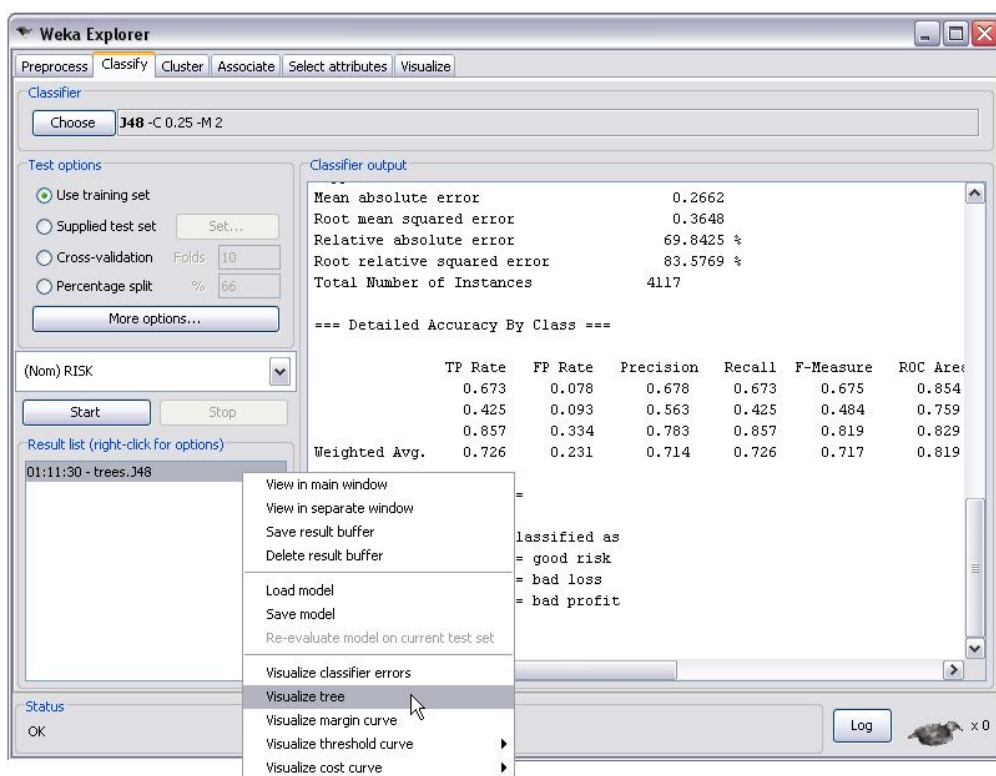 Weka Explorer
Preprocess Classify Cluster Associate Select attributes Visualize
Classifier
Choose J48 -C 0.25 -M 2
Test options
Use training set
Supplied test set Set...
Cross-validation Folds 10
Percentage split % 66
More options...
(Nom) RISK
Start Stop
Result list (right-click for options)
01:11:30 - trees.J48
Classifier output
Mean absolute error 0.2662
Root mean squared error 0.3648
Relative absolute error 69.8425 %
Root relative squared error 83.5769 %
Total Number of Instances 4117
=== Detailed Accuracy By Class ===
TP Rate FP Rate Precision Recall F-Measure ROC Area
0.673 0.078 0.678 0.673 0.675 0.854
0.425 0.093 0.563 0.425 0.484 0.759
0.857 0.334 0.783 0.857 0.819 0.829
Weighted Avg. 0.726 0.231 0.714 0.726 0.717 0.819
=
lassified as
= good risk
= bad loss
= bad profit
View in main window
View in separate window
Save result buffer
Delete result buffer
Load model
Save model
Re-evaluate model on current test set
Visualize classifier errors
Visualize tree
Visualize margin curve
Visualize threshold curve
Visualize cost curve
Status
OK
Log
x 0